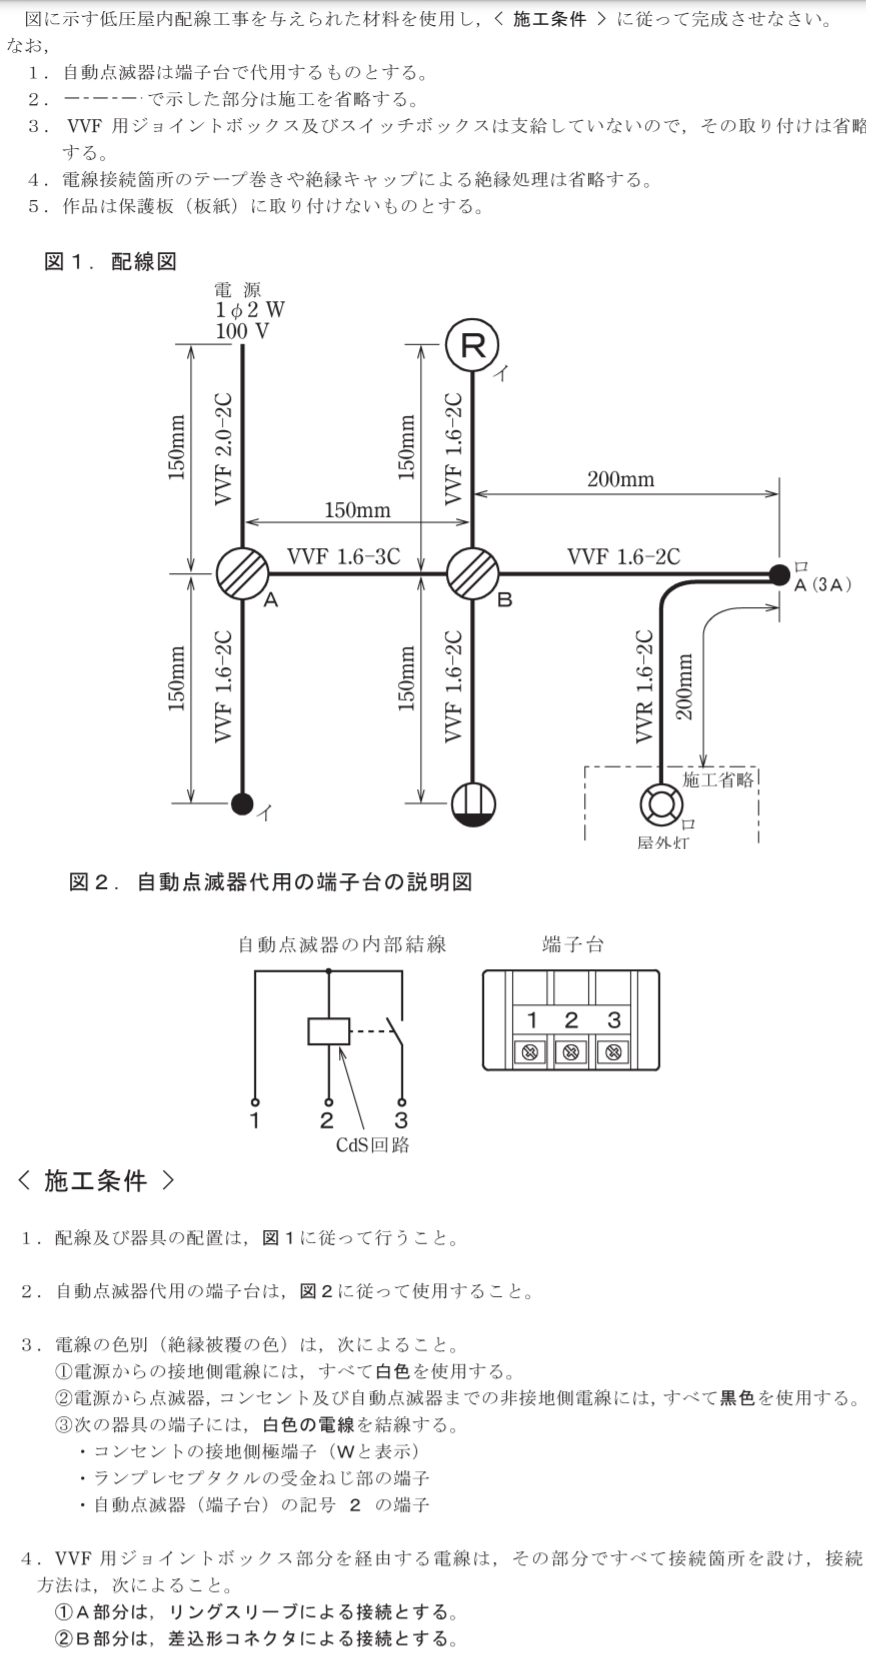 図に示す低圧屋内配線工事を与えられた材料を使用し，＜ 施工条件 ＞ に従って完成させなさい。
なお，
１．自動点滅器は端子台で代用するものとする。
２．━ - ━ - ━ · で示した部分は施工を省略する。
３． VVF 用ジョイントボックス及びスイッチボックスは支給していないので，その取り付けは省略
する。
４．電線接続箇所のテープ巻きや絶縁キャップによる絶縁処理は省略する。
５．作品は保護板（板紙）に取り付けないものとする。
図１．配線図
電 源
1φ2 W
100 V
R
イ
150mm
VVF 2.0-2C
150mm
VVF 1.6-2C
200mm
150mm
VVF 1.6-3C
VVF 1.6-2C
ロ
A (3A)
A
B
150mm
VVF 1.6-2C
150mm
VVF 1.6-2C
VVR 1.6-2C
200mm
施工省略
イ
ロ
屋外灯
図２．自動点滅器代用の端子台の説明図
自動点滅器の内部結線
端子台
1 2 3
1 2 3
CdS回路
＜ 施工条件 ＞
１．配線及び器具の配置は，図１に従って行うこと。
２．自動点滅器代用の端子台は，図２に従って使用すること。
３．電線の色別（絶縁被覆の色）は，次によること。
①電源からの接地側電線には，すべて白色を使用する。
②電源から点滅器，コンセント及び自動点滅器までの非接地側電線には，すべて黒色を使用する。
③次の器具の端子には，白色の電線を結線する。
・コンセントの接地側極端子（Wと表示）
・ランプレセプタクルの受金ねじ部の端子
・自動点滅器（端子台）の記号 2 の端子
４．VVF 用ジョイントボックス部分を経由する電線は，その部分ですべて接続箇所を設け，接続
方法は，次によること。
①Ａ部分は，リングスリーブによる接続とする。
②Ｂ部分は，差込形コネクタによる接続とする。